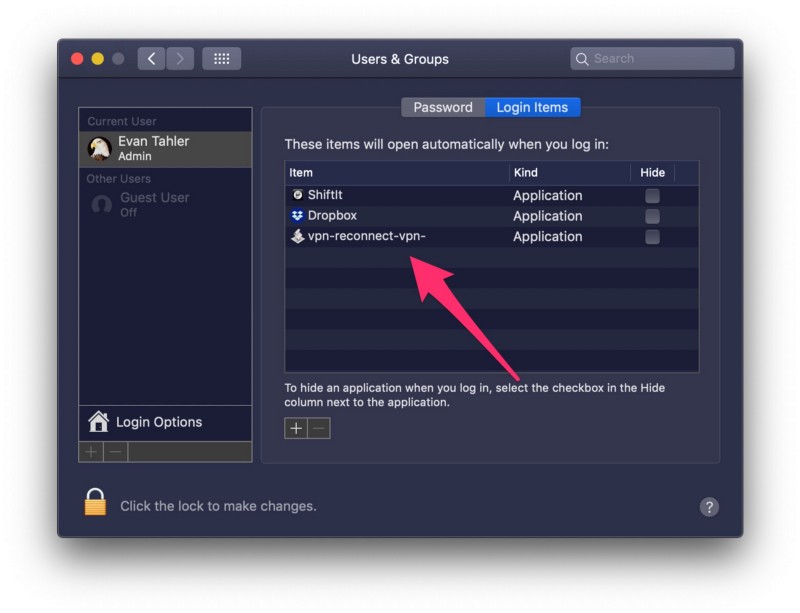 Users & Groups
Search
Password
Login Items
Current User
Evan Tahler
Admin
Other Users
Guest User
Off
Login Options
These items will open automatically when you log in:
Item Kind Hide
ShiftIt Application
Dropbox Application
vpn-reconnect-vpn- Application
To hide an application when you log in, select the checkbox in the Hide
column next to the application.
Click the lock to make changes.
?